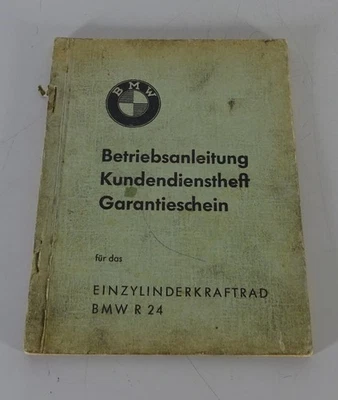 BMW
Betriebsanleitung
Kundendienstheft
Garantieschein
für das
EINZYLINDERKRAFTRAD
BMW R 24